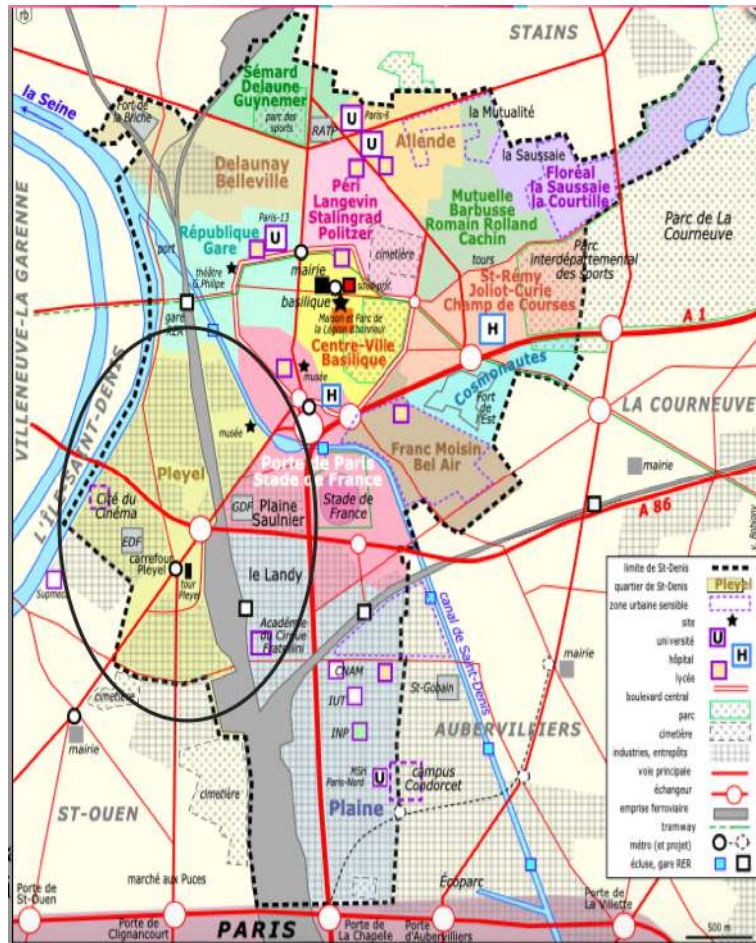 rb
STAINS
la Seine
Sémard
Delaune
Guynemer
Fort de
la Briche
parc des
sports
RATP
Paris-8
U
U
Allende
la Mutualité
la Saussaie
Floréal
la Saussaie
la Courtille
Delaunay
Belleville
Péri
Langevin
Stalingrad
Politzer
Mutuelle
Barbusse
Romain Rolland
Cachin
Parc de La
Courneuve
VILLENEUVE-LA GARENNE
République
Gare
Paris-13
U
port
théâtre
G.Philipe
mairie
cimetière
tours
Parc
interdépartemental
des sports
basilique
sous-préf.
St-Rémy
Joliot-Curie
Champ de Courses
Maison et Parc de
la Légion d'honneur
gare
RER
A 1
H
Centre-Ville
Basilique
Cosmonautes
musée
H
Fort
de
l'Est
L'ÎLE-SAINT-DENIS
LA COURNEUVE
musée
Franc Moisin
Bel Air
mairie
Pleyel
Porte de Paris
Stade de France
Cité du
Cinéma
GDF
Plaine
Saulnier
Stade de
France
A 86
Bobigny
EDF
carrefour
Pleyel
tour
Pleyel
le Landy
Supmeca
canal de Saint-Denis
Académie
du Cirque
Fratellini
CNAM
St-Gobain
mairie
IUT
cimetière
mairie
AUBERVILLIERS
INP
MSH
Paris-Nord
U
campus
Condorcet
ST-OUEN
cimetière
Plaine
marché aux Puces
Écoparc
Porte de
St-Ouen
Porte de
Clignancourt
PARIS
Porte de
La Chapele
Porte
d'Aubervilliers
Porte de
La Villette
500 m
limite de St-Denis
quartier de St-Denis Pleyel
zone urbaine sensible
site
université U
hôpital H
lycée
boulevard central
parc
cimetière
industries, entrepôts
voie principale
échangeur
emprise ferroviaire
tramway
métro (et projet)
écluse, gare RER